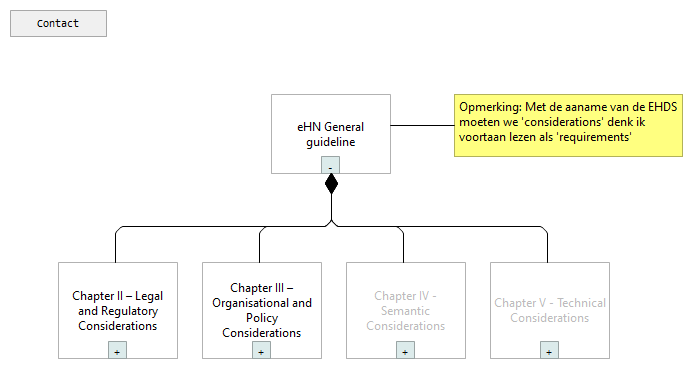 Contact
eHN General
guideline
-
Opmerking: Met de aaname van de EHDS
moeten we 'considerations' denk ik
voortaan lezen als 'requirements'
Chapter II – Legal
and Regulatory
Considerations
+
Chapter III –
Organisational and
Policy
Considerations
+
Chapter IV -
Semantic
Considerations
+
Chapter V - Technical
Considerations
+